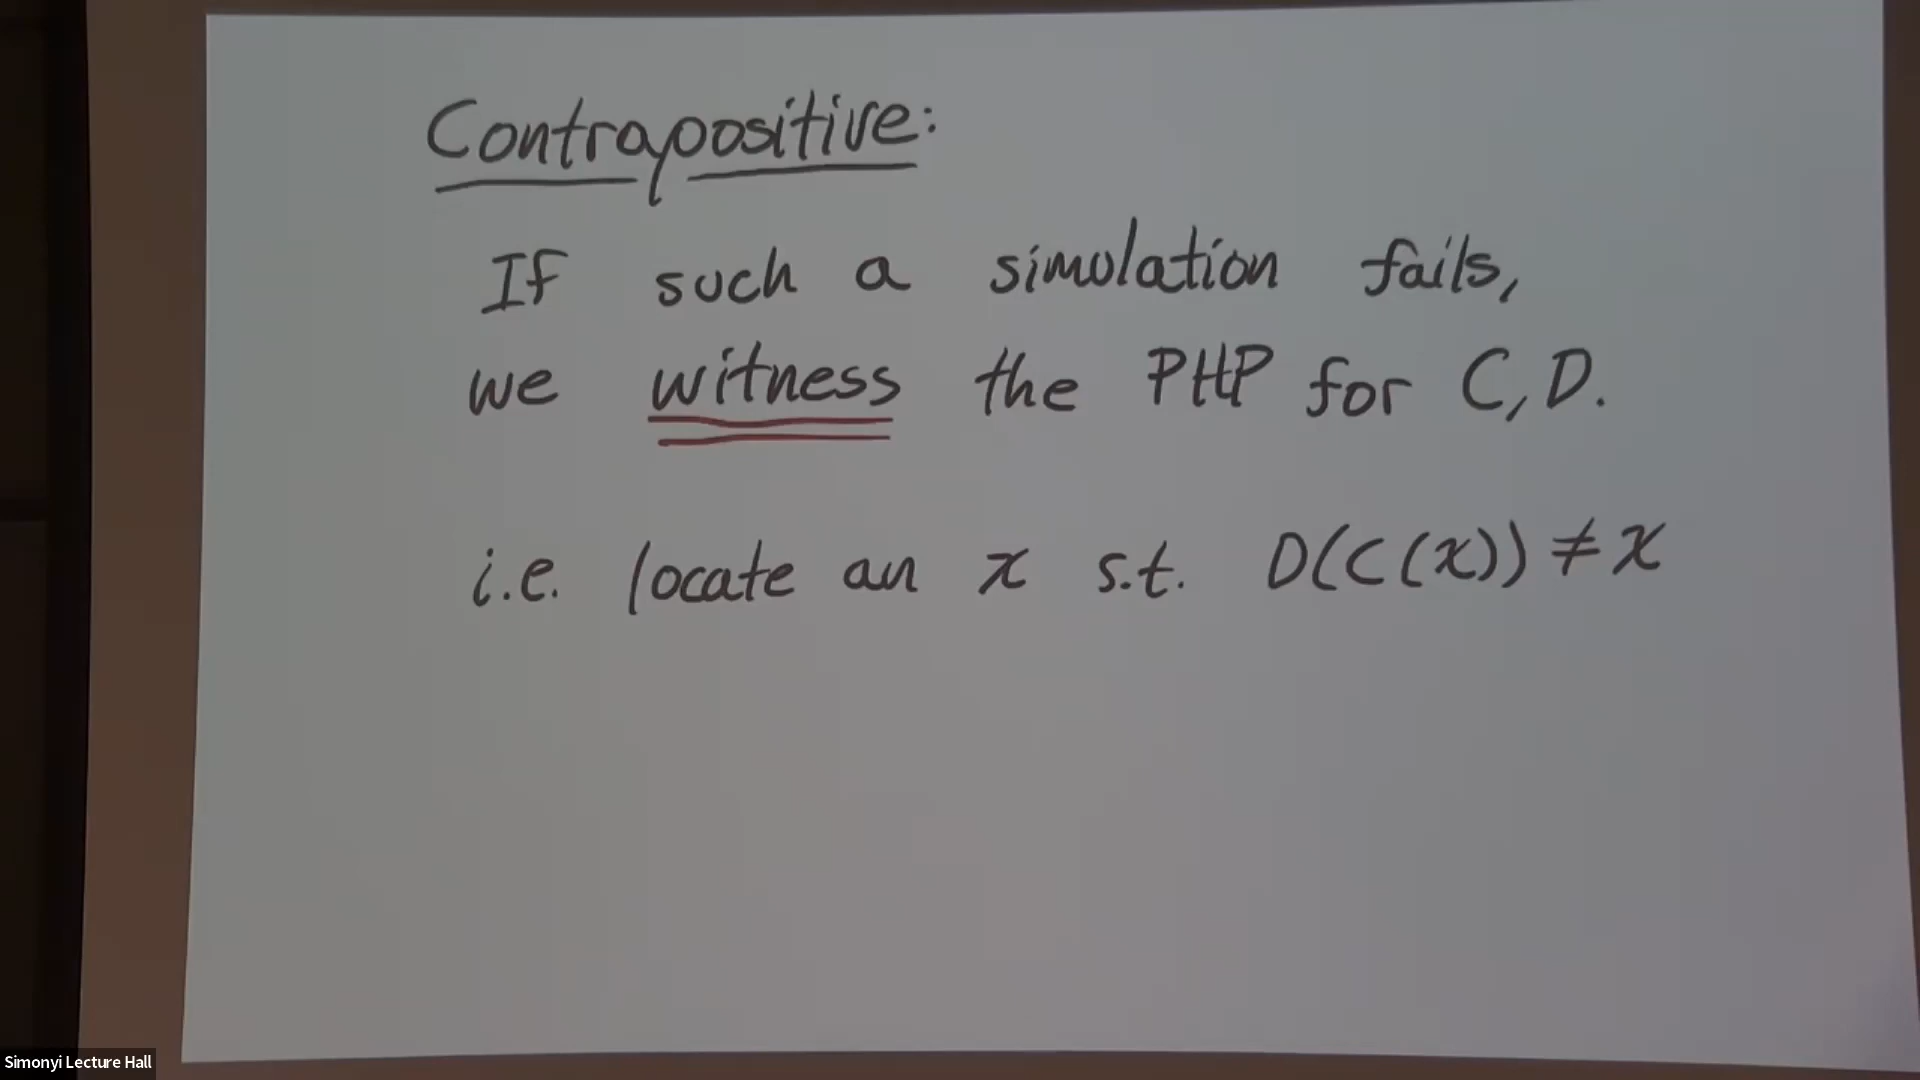 Contrapositive:
If such a simulation fails,
we witness the PHP for C, D.
i.e. locate an x s.t. D(C(x)) ≠ x
Simonyi Lecture Hall